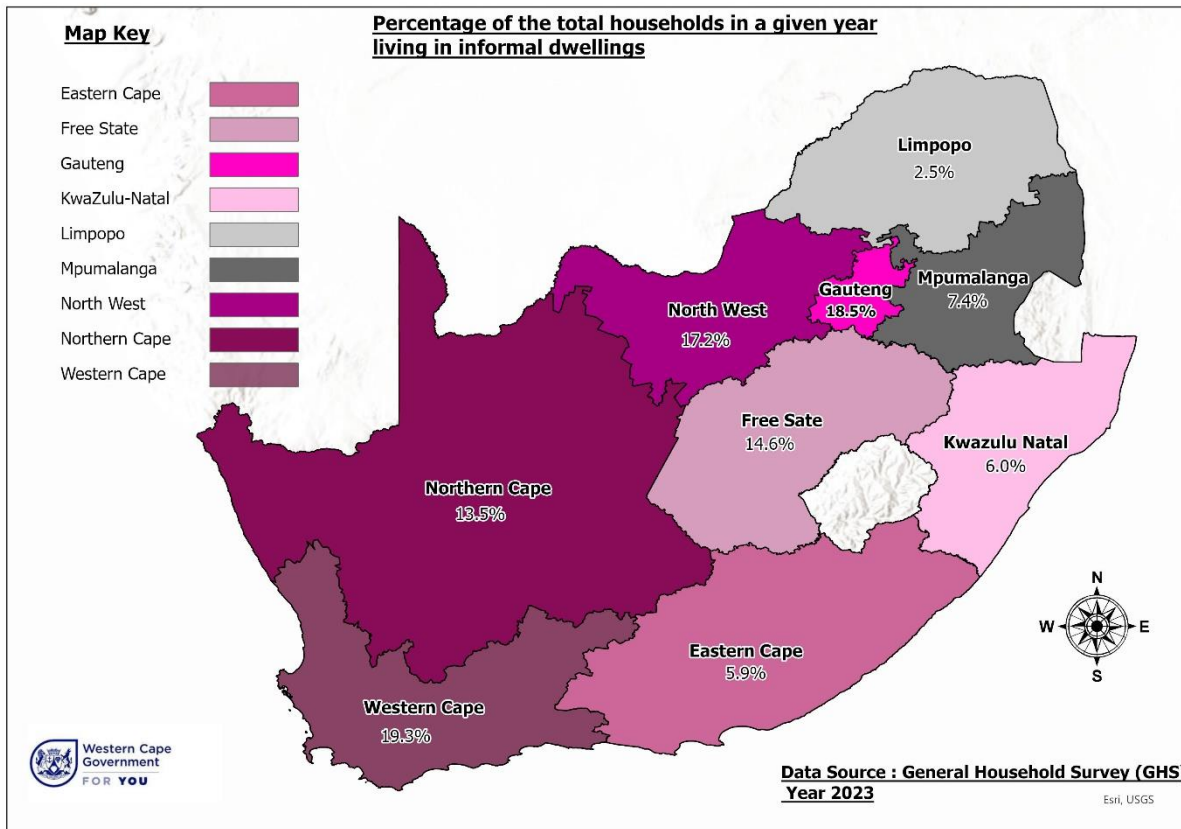 Percentage of the total households in a given year
living in informal dwellings
Map Key
Eastern Cape
Free State
Gauteng
KwaZulu-Natal
Limpopo
Mpumalanga
North West
Northern Cape
Western Cape
Limpopo
2.5%
Mpumalanga
7.4%
Gauteng
18.5%
North West
17.2%
Free Sate
14.6%
Kwazulu Natal
6.0%
Northern Cape
13.5%
Eastern Cape
5.9%
Western Cape
19.3%
N
W E
S
Western Cape
Government
FOR YOU
Data Source : General Household Survey (GHS)
Year 2023
Esri, USGS